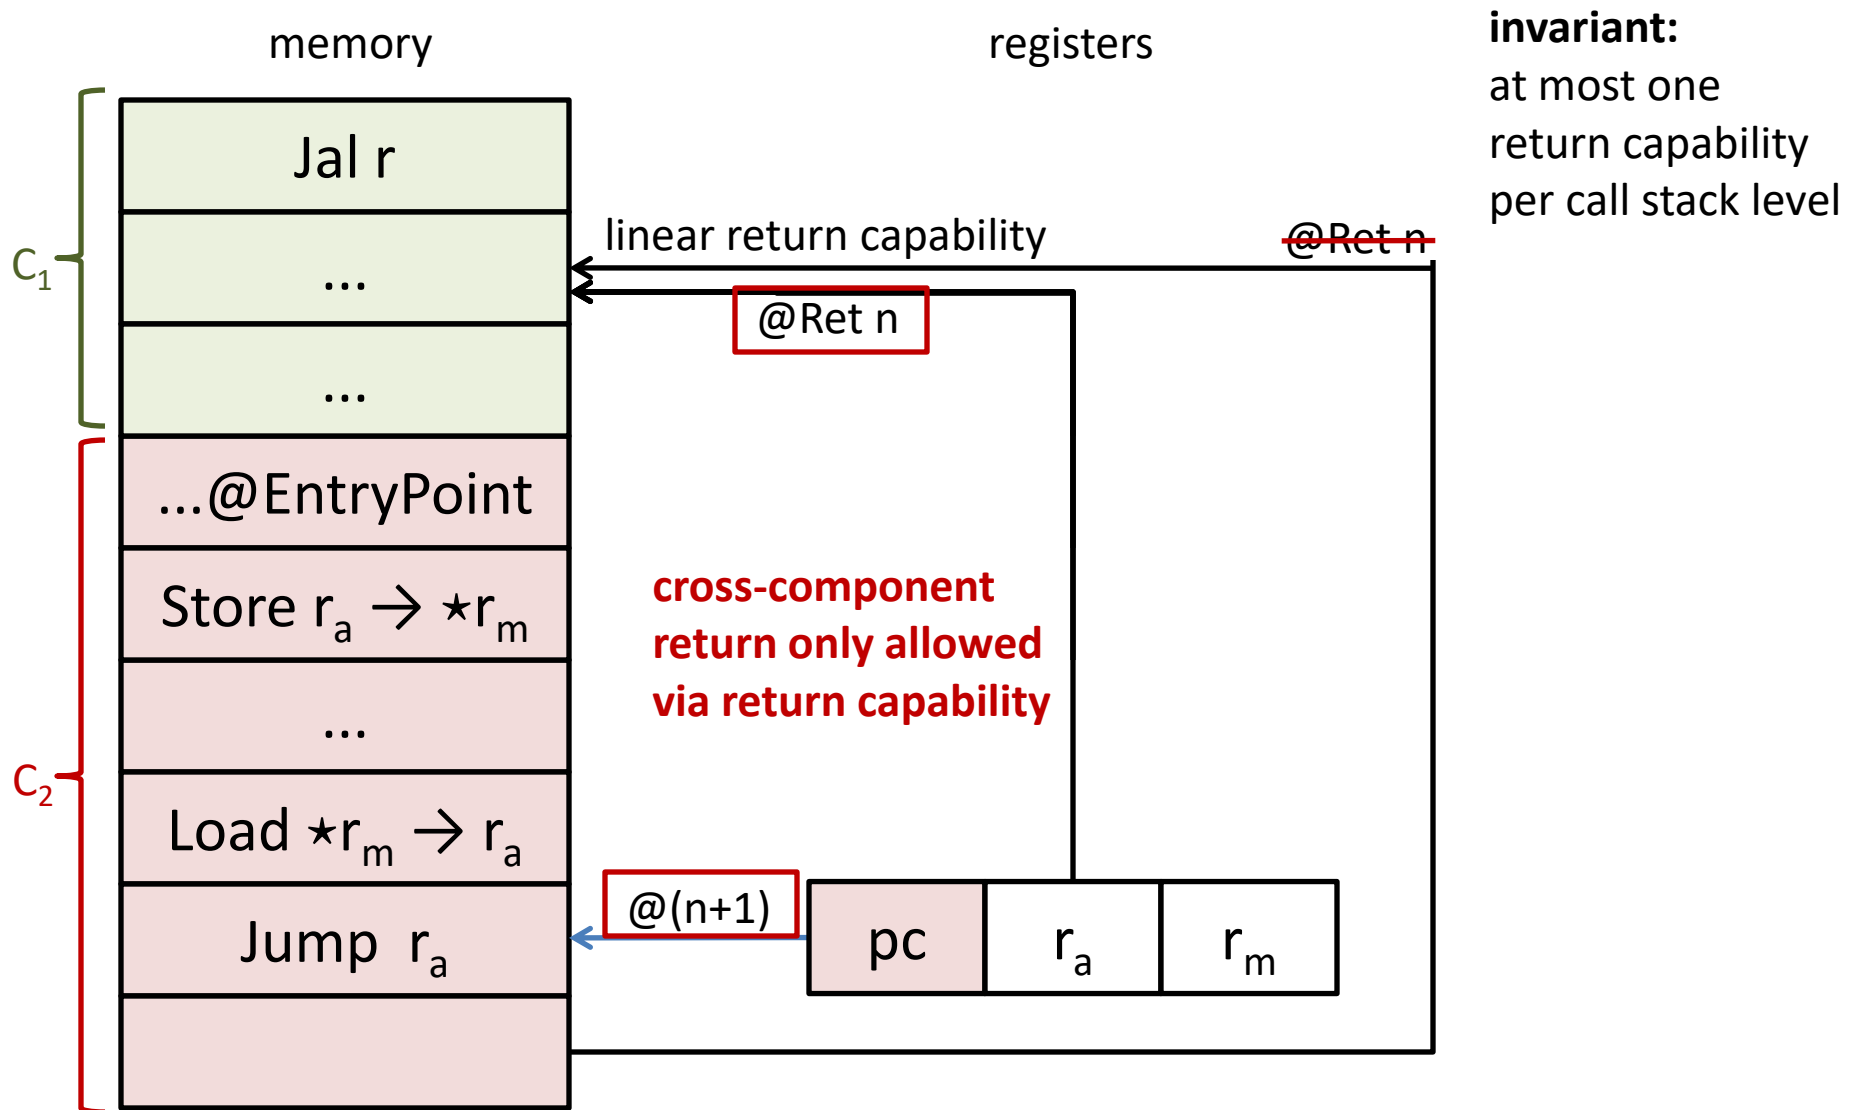 memory
registers
invariant:
at most one
return capability
per call stack level
Jal r
linear return capability
@Ret n
C₁
...
@Ret n
...
...@EntryPoint
Store rₐ → ⋆rₘ
cross-component
return only allowed
via return capability
...
C₂
Load ⋆rₘ → rₐ
@(n+1)
Jump rₐ
pc
rₐ
rₘ